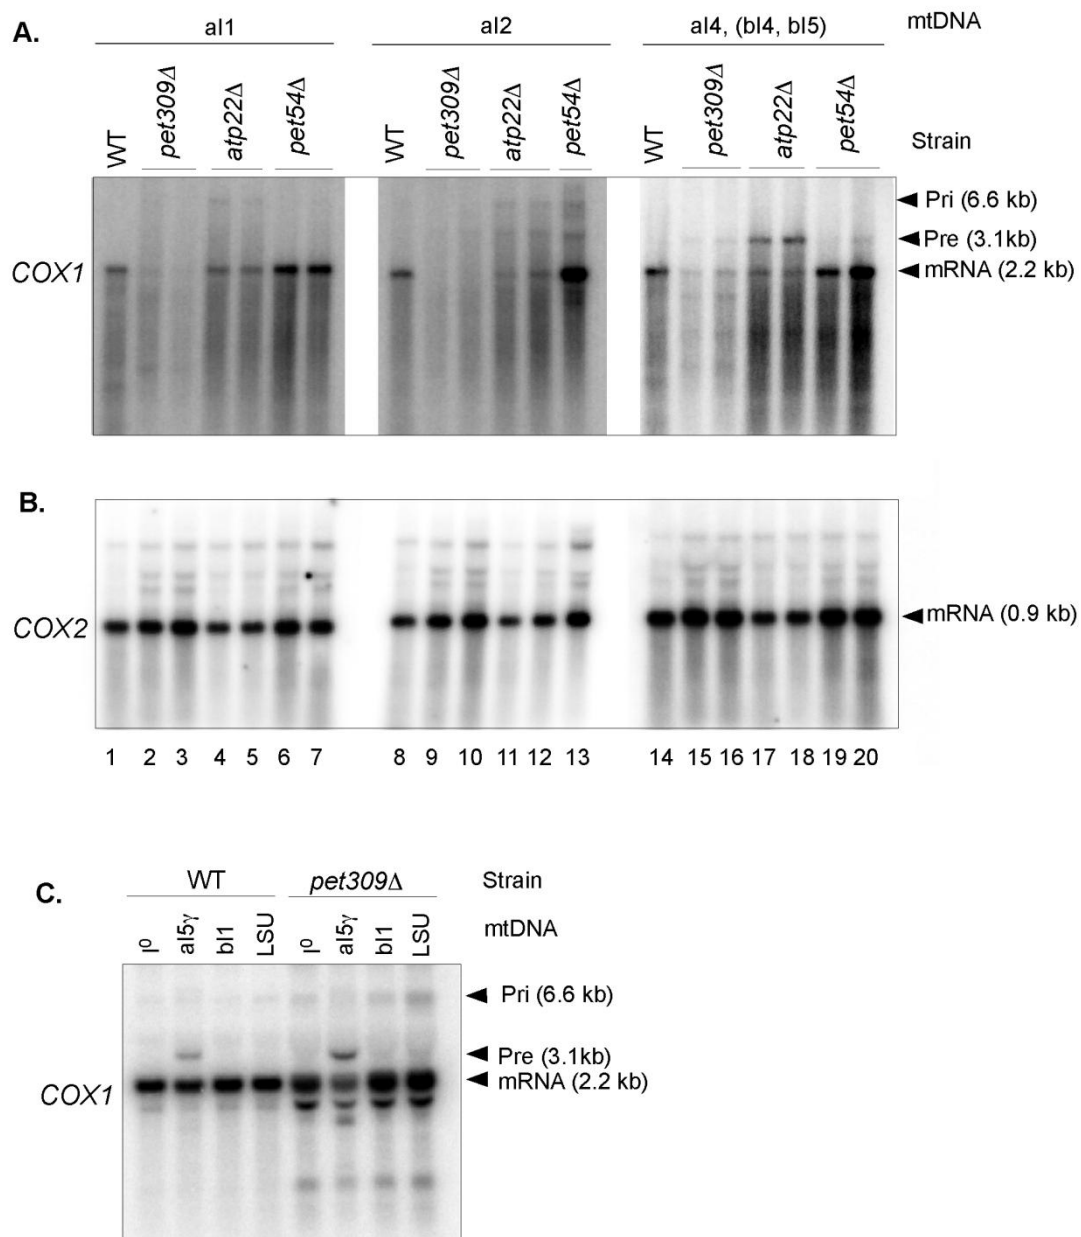 A.
aI1 aI2 aI4, (bI4, bI5) mtDNA
WT pet309Δ atp22Δ pet54Δ WT pet309Δ atp22Δ pet54Δ WT pet309Δ atp22Δ pet54Δ Strain
Pri (6.6 kb)
Pre (3.1kb)
COX1 mRNA (2.2 kb)
B.
COX2 mRNA (0.9 kb)
1 2 3 4 5 6 7 8 9 10 11 12 13 14 15 16 17 18 19 20
C.
WT pet309Δ Strain
I⁰ aI5γ bI1 LSU I⁰ aI5γ bI1 LSU mtDNA
Pri (6.6 kb)
Pre (3.1kb)
mRNA (2.2 kb)
COX1